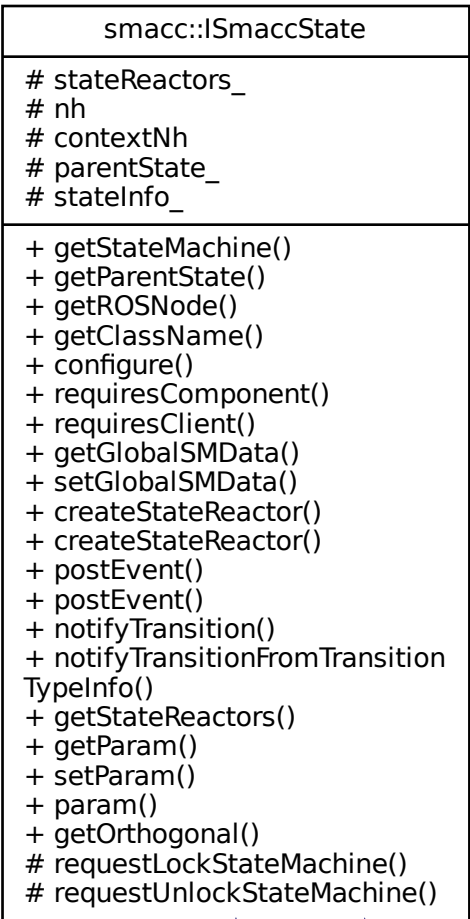 smacc::ISmaccState
# stateReactors_
# nh
# contextNh
# parentState_
# stateInfo_
+ getStateMachine()
+ getParentState()
+ getROSNode()
+ getClassName()
+ configure()
+ requiresComponent()
+ requiresClient()
+ getGlobalSMData()
+ setGlobalSMData()
+ createStateReactor()
+ createStateReactor()
+ postEvent()
+ postEvent()
+ notifyTransition()
+ notifyTransitionFromTransition
TypeInfo()
+ getStateReactors()
+ getParam()
+ setParam()
+ param()
+ getOrthogonal()
# requestLockStateMachine()
# requestUnlockStateMachine()